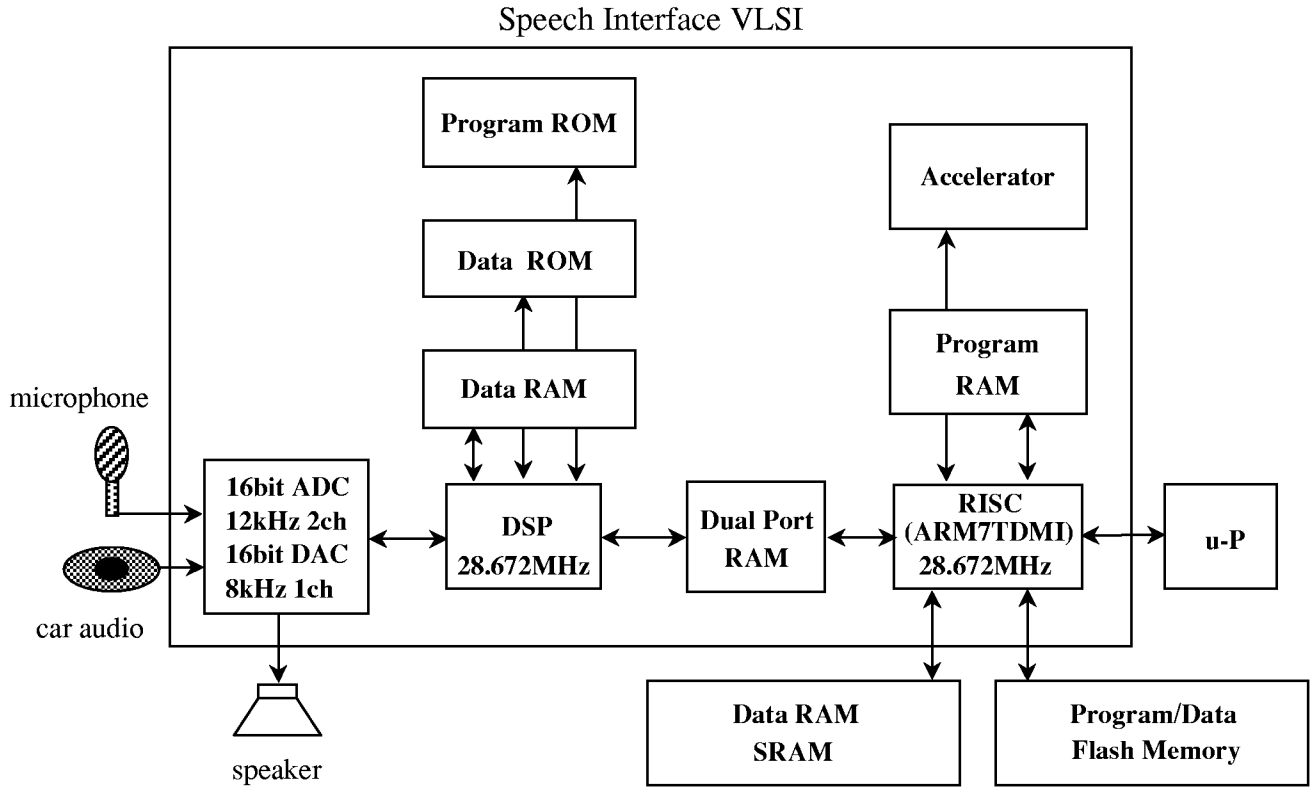 Speech Interface VLSI
Program ROM
Accelerator
Data ROM
Program
RAM
Data RAM
microphone
16bit ADC
12kHz 2ch
16bit DAC
8kHz 1ch
DSP
28.672MHz
Dual Port
RAM
RISC
(ARM7TDMI)
28.672MHz
u-P
car audio
speaker
Data RAM
SRAM
Program/Data
Flash Memory